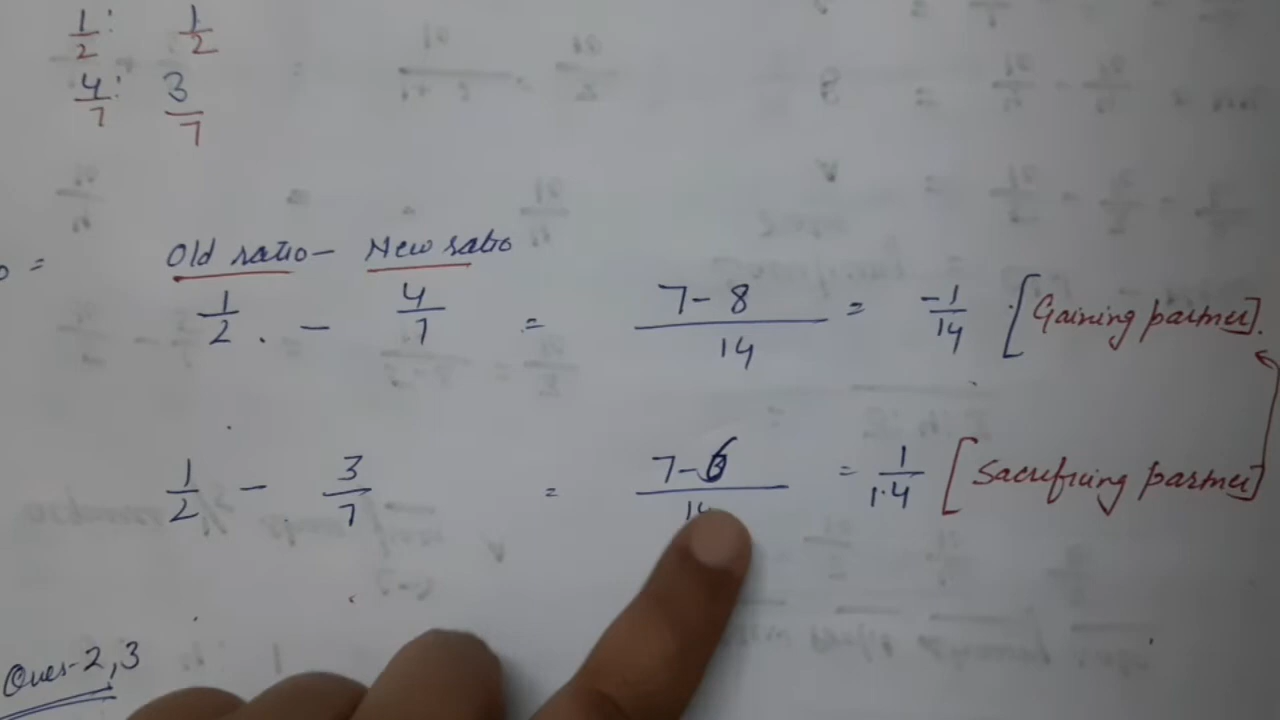 1/2 : 1/2
4/7 : 3/7
= Old ratio - New ratio
1/2 - 4/7 = 7-8/14 = -1/14 [Gaining partner].
1/2 - 3/7 = 7-6/14 = 1/14 [Sacrificing partner]
Ques-2,3